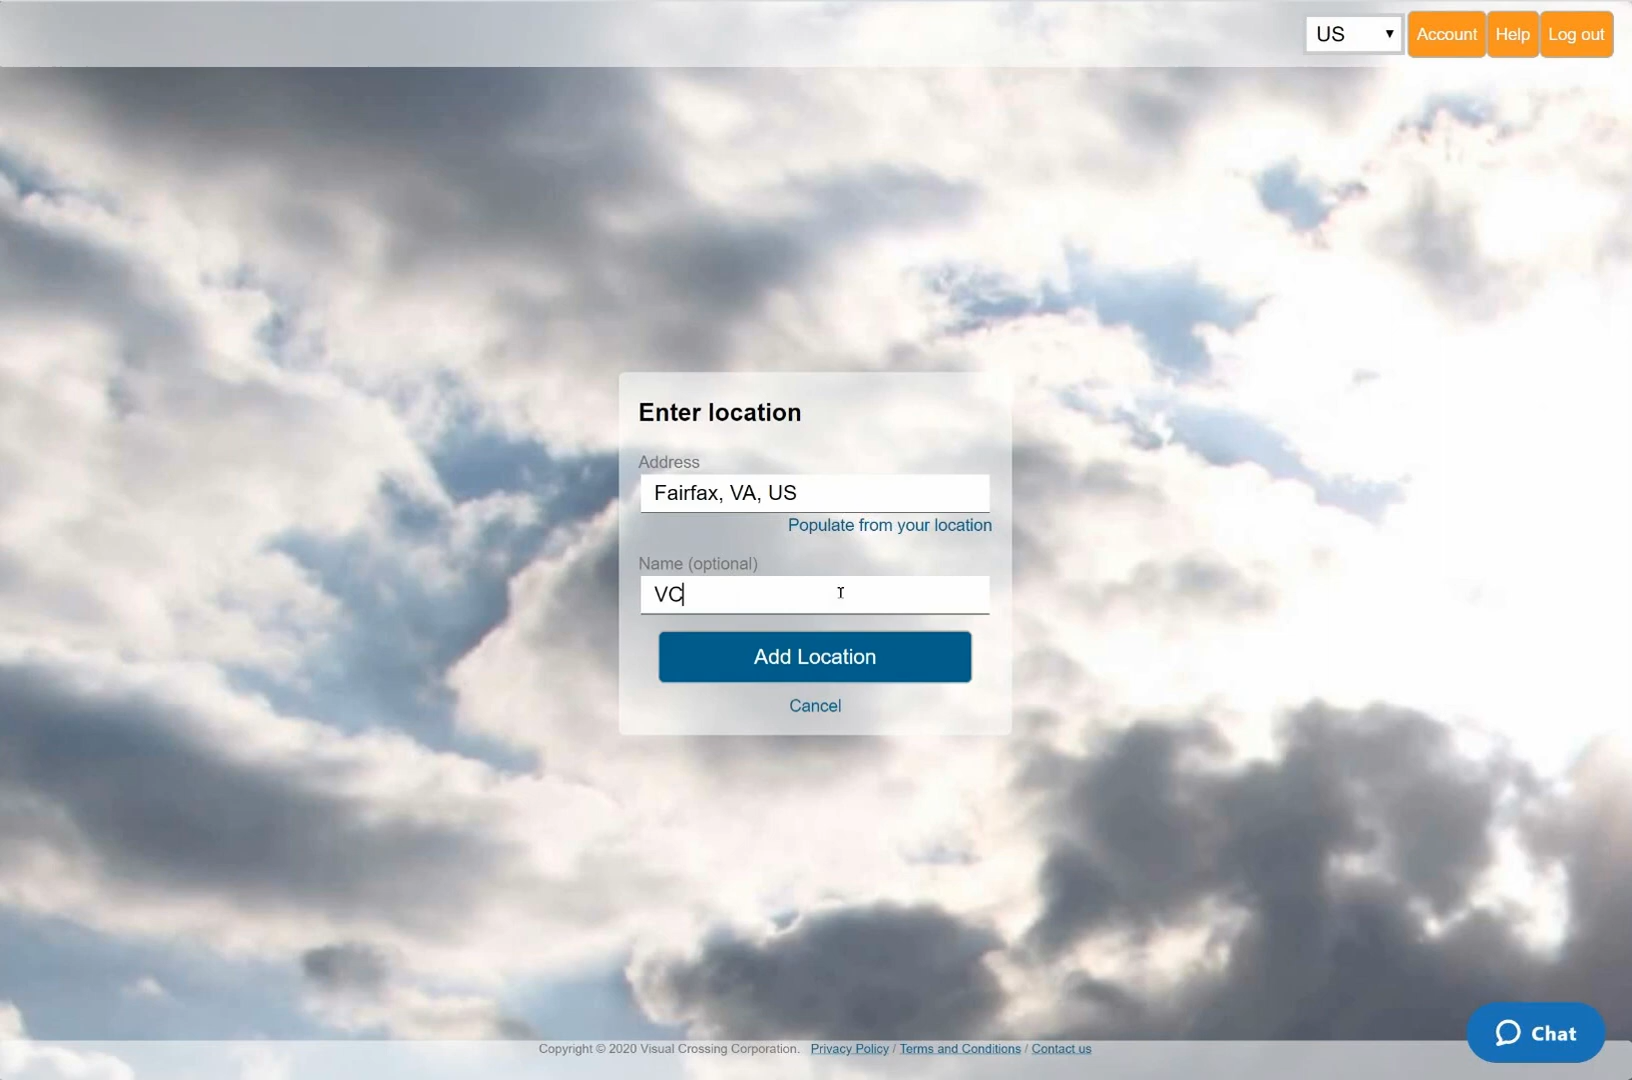 US
Account
Help
Log out
Enter location
Address
Fairfax, VA, US
Populate from your location
Name (optional)
VC
Add Location
Cancel
Copyright © 2020 Visual Crossing Corporation. Privacy Policy / Terms and Conditions / Contact us
Chat